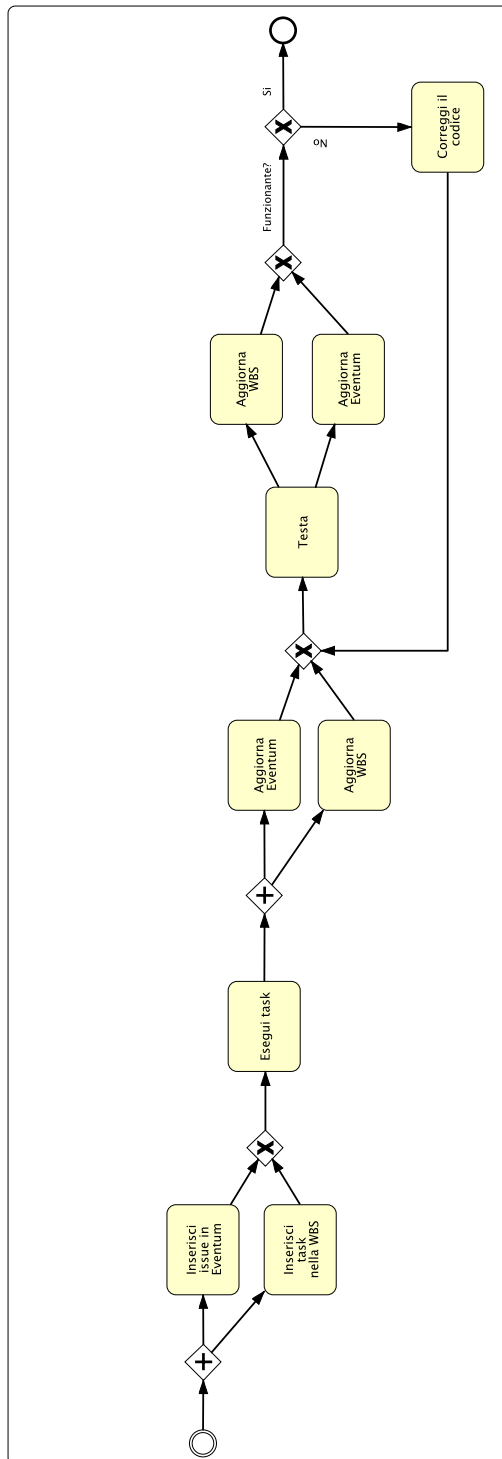 Inserisci
issue in
Eventum
Inserisci
task
nella WBS
Esegui task
Aggiorna
Eventum
Aggiorna
WBS
Testa
Aggiorna
WBS
Aggiorna
Eventum
Funzionante?
Si
No
Correggi il
codice